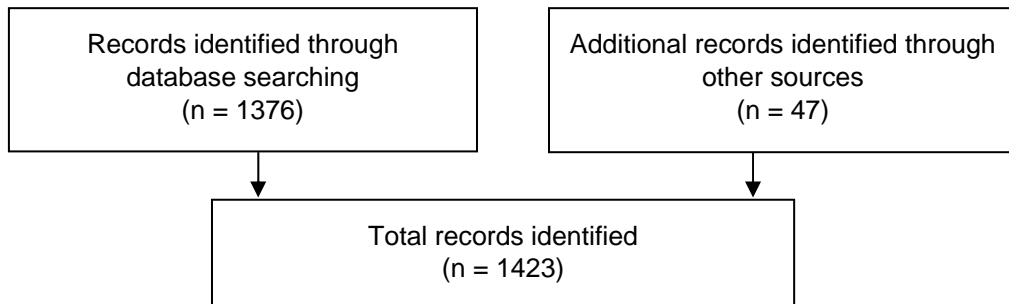 Records identified through
database searching
(n = 1376)
Additional records identified through
other sources
(n = 47)
Total records identified
(n = 1423)